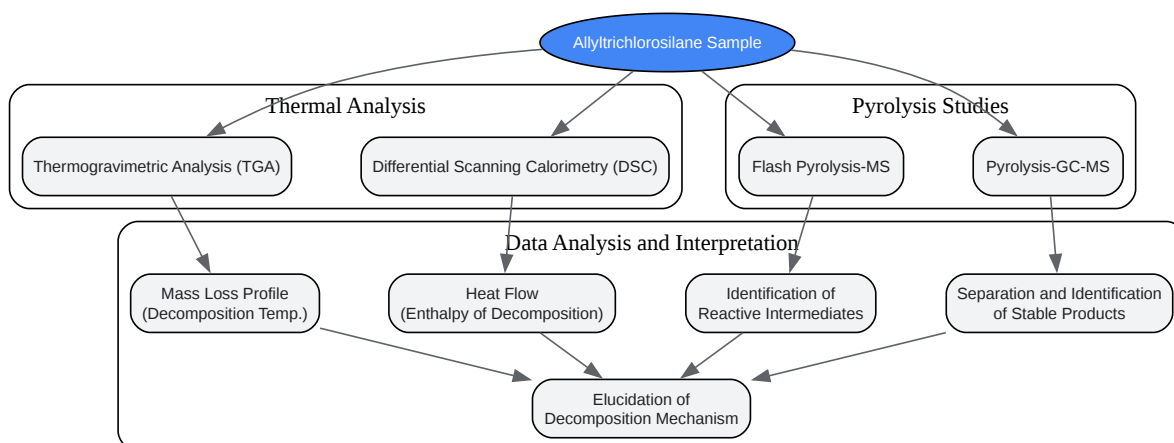 Allyltrichlorosilane Sample
Thermal Analysis
Pyrolysis Studies
Thermogravimetric Analysis (TGA)
Differential Scanning Calorimetry (DSC)
Flash Pyrolysis-MS
Pyrolysis-GC-MS
Data Analysis and Interpretation
Mass Loss Profile
(Decomposition Temp.)
Heat Flow
(Enthalpy of Decomposition)
Identification of
Reactive Intermediates
Separation and Identification
of Stable Products
Elucidation of
Decomposition Mechanism